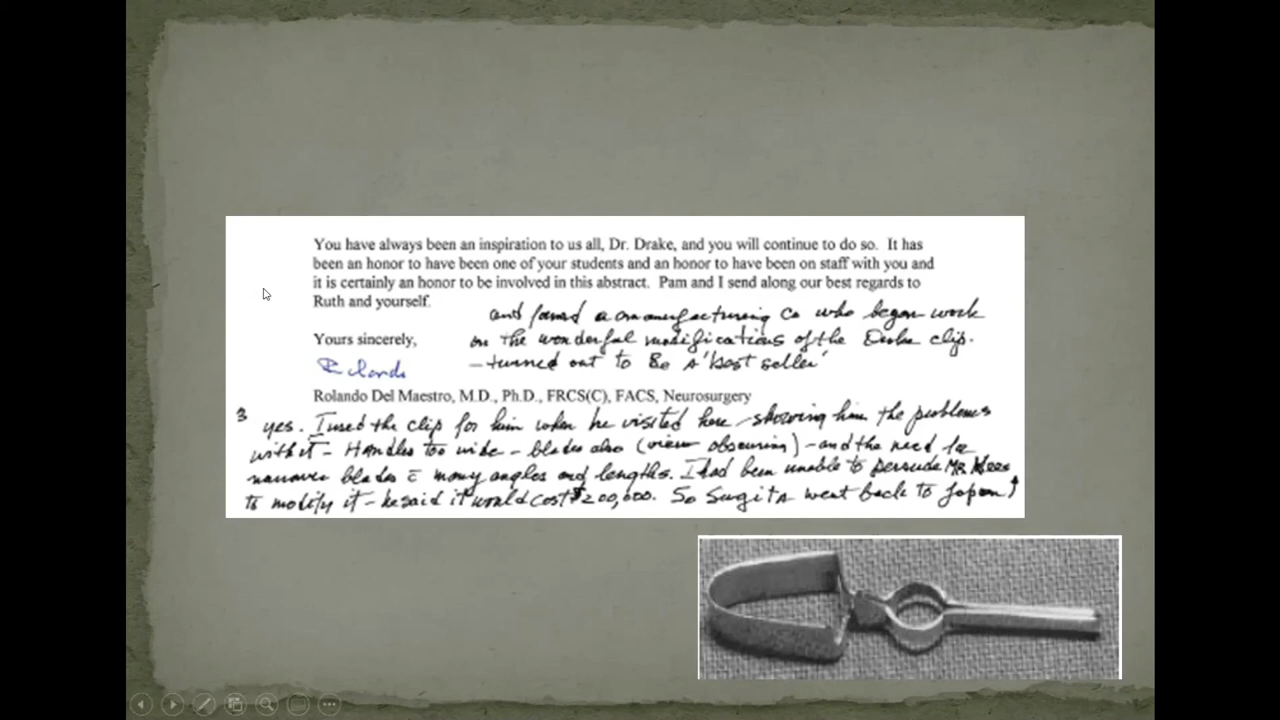 You have always been an inspiration to us all, Dr. Drake, and you will continue to do so. It has
been an honor to have been one of your students and an honor to have been on staff with you and
it is certainly an honor to be involved in this abstract. Pam and I send along our best regards to
Ruth and yourself.
and found a manufacturing Co who began work
Yours sincerely,
on the wonderful modifications of the Drake clip.
– turned out to Be A 'best seller'
Rolando
Rolando Del Maestro, M.D., Ph.D., FRCS(C), FACS, Neurosurgery
3 yes. I used the clip for him when he visited here – showing him the problems
with it – Handles too wide – blades also (view obscuring) – and the need for
narrower blades c̄ many angles and lengths. I had been unable to persuade Mr Kees
to modify it – he said it would cost $200,000. So Sugita went back to Japan